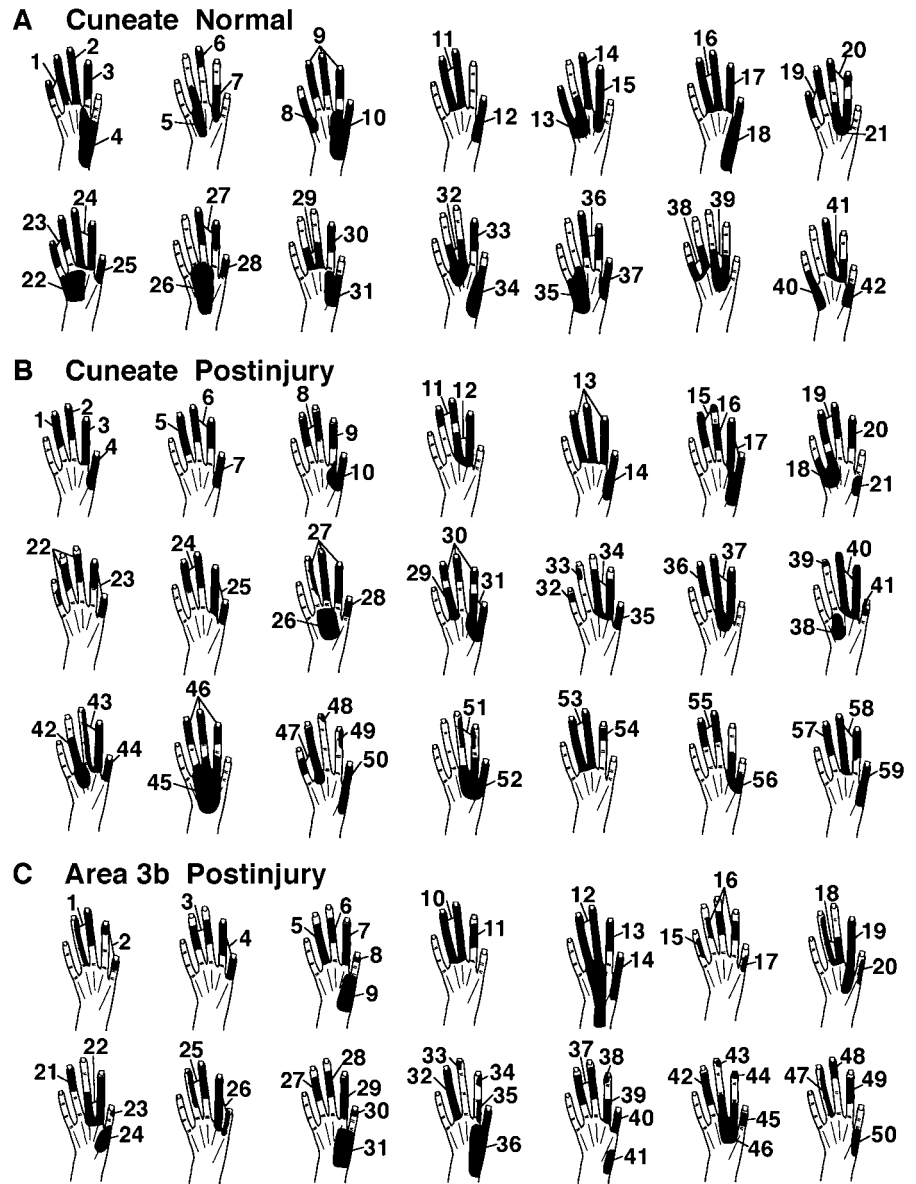 A Cuneate Normal
1 2 3 4 5 6 7 8 9 10 11 12 13 14 15 16 17 18 19 20 21
22 23 24 25 26 27 28 29 30 31 32 33 34 35 36 37 38 39 40 41 42
B Cuneate Postinjury
1 2 3 4 5 6 7 8 9 10 11 12 13 14 15 16 17 18 19 20 21
22 23 24 25 26 27 28 29 30 31 32 33 34 35 36 37 38 39 40 41
42 43 44 45 46 47 48 49 50 51 52 53 54 55 56 57 58 59
C Area 3b Postinjury
1 2 3 4 5 6 7 8 9 10 11 12 13 14 15 16 17 18 19 20
21 22 23 24 25 26 27 28 29 30 31 32 33 34 35 36 37 38 39 40 41 42 43 44 45 46 47 48 49 50